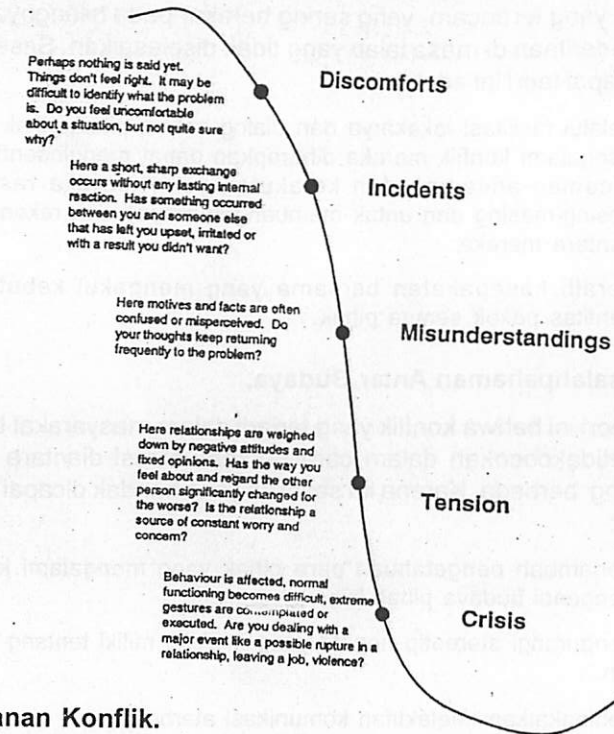 Perhaps nothing is said yet.
Things don't feel right. It may be
difficult to identify what the problem
is. Do you feel uncomfortable
about a situation, but not quite sure
why?
Discomforts
Here a short, sharp exchange
occurs without any lasting internal
reaction. Has something occurred
between you and someone else
that has left you upset, irritated or
with a result you didn't want?
Incidents
Here motives and facts are often
confused or misperceived. Do
your thoughts keep returning
frequently to the problem?
Misunderstandings
Here relationships are weighed
down by negative attitudes and
fixed opinions. Has the way you
feel about and regard the other
person significantly changed for
the worse? Is the relationship a
source of constant worry and
concern?
Tension
Behaviour is affected, normal
functioning becomes difficult, extreme
gestures are contemplated or
executed. Are you dealing with a
major event like a possible rupture in a
relationship, leaving a job, violence?
Crisis
anan Konflik.